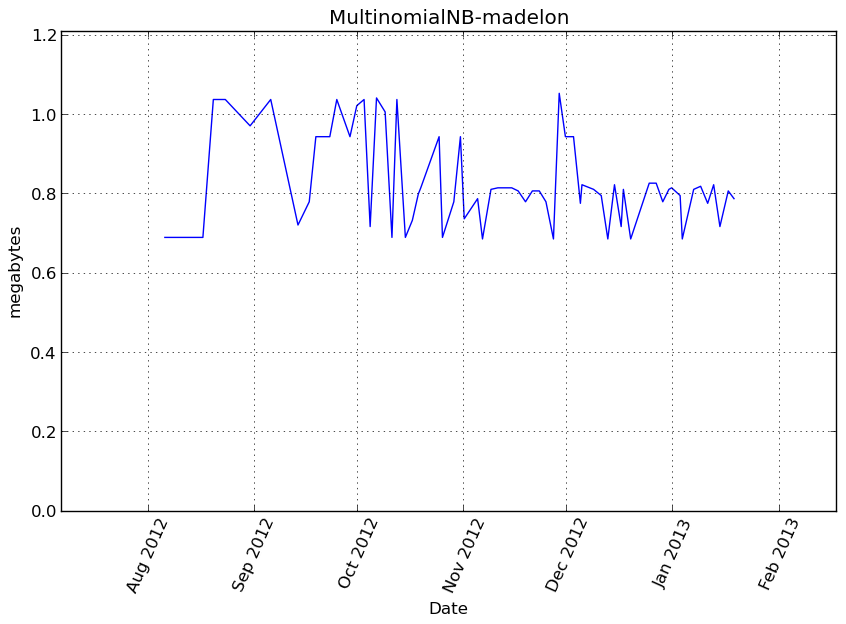 MultinomialNB-madelon
1.2
1.0
0.8
0.6
0.4
0.2
0.0
megabytes
Aug 2012
Sep 2012
Oct 2012
Nov 2012
Dec 2012
Jan 2013
Feb 2013
Date